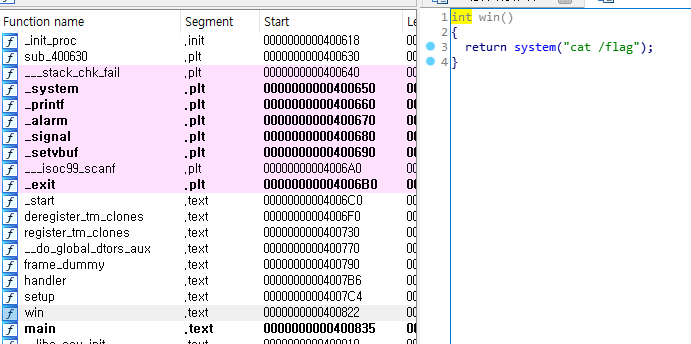 Function name Segment Start Le
_init_proc .init 0000000000400618 00
sub_400630 .plt 0000000000400630 00
___stack_chk_fail .plt 0000000000400640 00
_system .plt 0000000000400650 00
_printf .plt 0000000000400660 00
_alarm .plt 0000000000400670 00
_signal .plt 0000000000400680 00
_setvbuf .plt 0000000000400690 00
___isoc99_scanf .plt 00000000004006A0 00
_exit .plt 00000000004006B0 00
_start .text 00000000004006C0 00
deregister_tm_clones .text 00000000004006F0 00
register_tm_clones .text 0000000000400730 00
__do_global_dtors_aux .text 0000000000400770 00
frame_dummy .text 0000000000400790 00
handler .text 00000000004007B6 00
setup .text 00000000004007C4 00
win .text 0000000000400822 00
main .text 0000000000400835 00
1 int win()
2 {
3 return system("cat /flag");
4 }